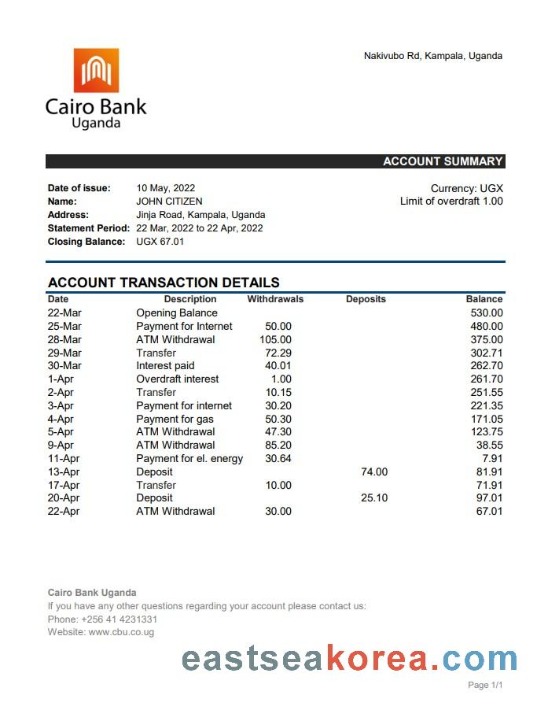 Nakivubo Rd, Kampala, Uganda
Cairo Bank
Uganda
ACCOUNT SUMMARY
Date of issue: 10 May, 2022
Name: JOHN CITIZEN
Address: Jinja Road, Kampala, Uganda
Statement Period: 22 Mar, 2022 to 22 Apr, 2022
Closing Balance: UGX 67.01
Currency: UGX
Limit of overdraft 1.00
ACCOUNT TRANSACTION DETAILS
Date Description Withdrawals Deposits Balance
22-Mar Opening Balance 530.00
25-Mar Payment for Internet 50.00 480.00
28-Mar ATM Withdrawal 105.00 375.00
29-Mar Transfer 72.29 302.71
30-Mar Interest paid 40.01 262.70
1-Apr Overdraft interest 1.00 261.70
2-Apr Transfer 10.15 251.55
3-Apr Payment for internet 30.20 221.35
4-Apr Payment for gas 50.30 171.05
5-Apr ATM Withdrawal 47.30 123.75
9-Apr ATM Withdrawal 85.20 38.55
11-Apr Payment for el. energy 30.64 7.91
13-Apr Deposit 74.00 81.91
17-Apr Transfer 10.00 71.91
20-Apr Deposit 25.10 97.01
22-Apr ATM Withdrawal 30.00 67.01
Cairo Bank Uganda
If you have any other questions regarding your account please contact us:
Phone: +256 41 4231331
Website: www.cbu.co.ug
eastseakorea.com
Page 1/1